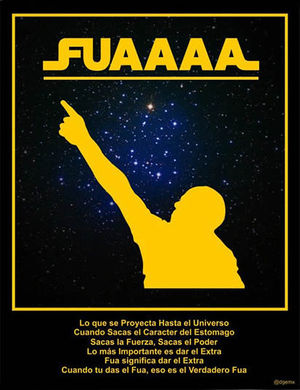 FUAAAA
Lo que se Proyecta Hasta el Universo
Cuando Sacas el Caracter del Estomago
Sacas la Fuerza, Sacas el Poder
Lo más Importante es dar el Extra
Fua significa dar el Extra
Cuando tu das el Fua, eso es el Verdadero Fua